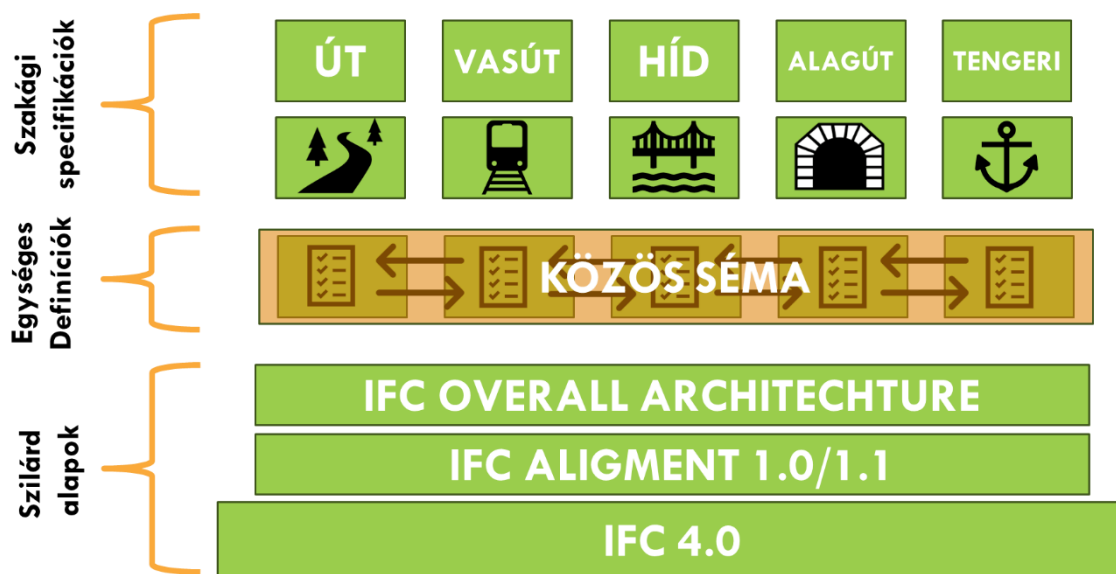 Szakági
specifikációk
ÚT
VASÚT
HÍD
ALAGÚT
TENGERI
Egységes
Definíciók
KÖZÖS SÉMA
Szilárd
alapok
IFC OVERALL ARCHITECHTURE
IFC ALIGMENT 1.0/1.1
IFC 4.0